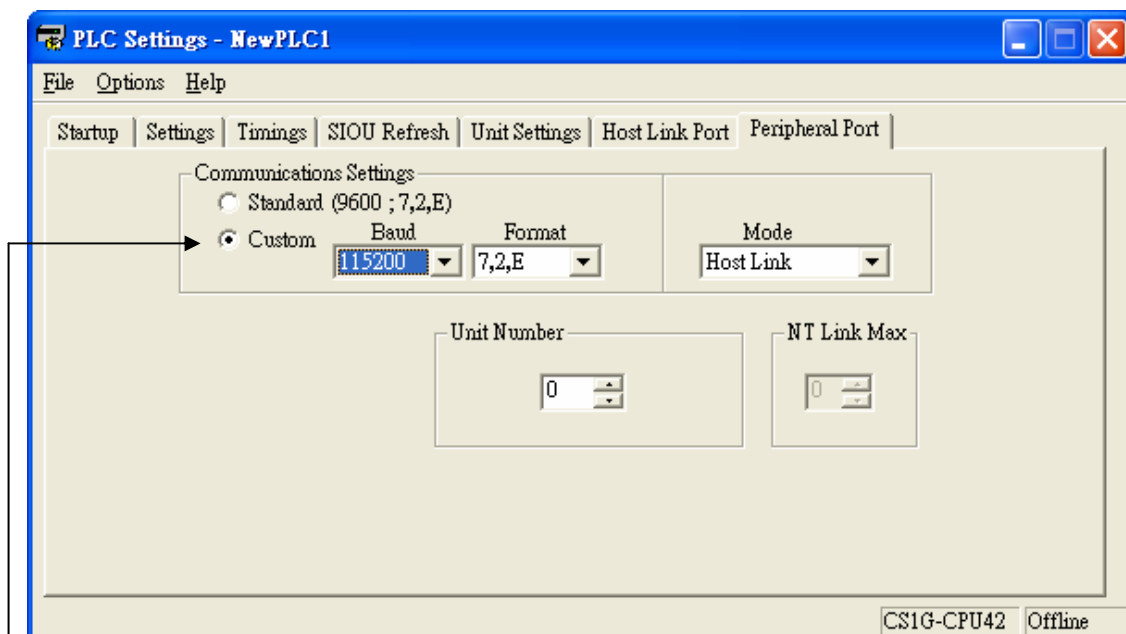 PLC Settings - NewPLC1
File Options Help
Startup Settings Timings SIOU Refresh Unit Settings Host Link Port Peripheral Port
Communications Settings
Standard (9600 ; 7,2,E)
Custom
Baud Format Mode
115200 7,2,E Host Link
Unit Number NT Link Max
0 0
CS1G-CPU42 Offline